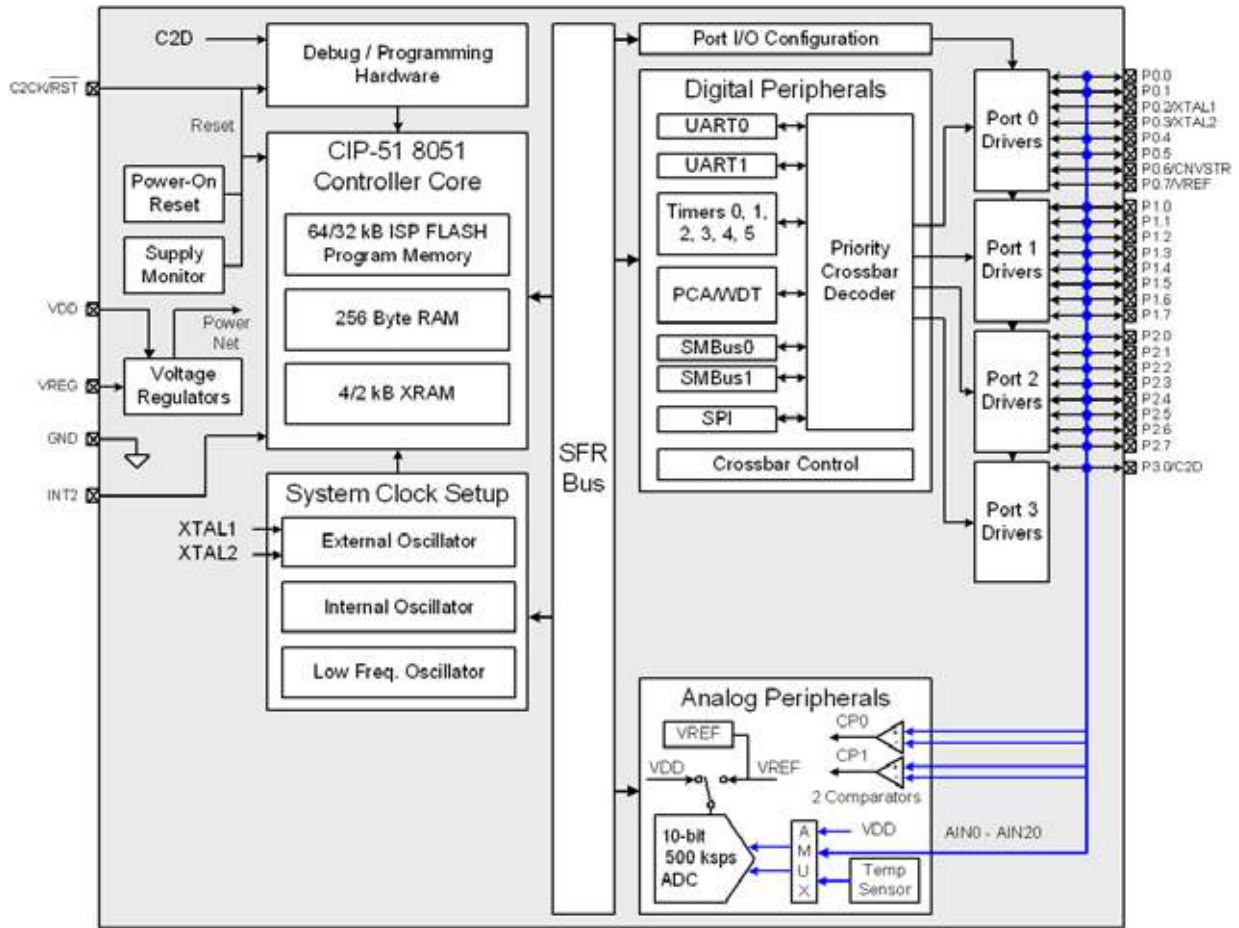 C2D
C2CK/RST
Debug / Programming
Hardware
Reset
Power-On
Reset
Supply
Monitor
VDD
Power
Net
VREG
Voltage
Regulators
GND
INT2
CIP-51 8051
Controller Core
64/32 kB ISP FLASH
Program Memory
256 Byte RAM
4/2 kB XRAM
System Clock Setup
XTAL1
XTAL2
External Oscillator
Internal Oscillator
Low Freq. Oscillator
SFR
Bus
Port I/O Configuration
Digital Peripherals
UART0
UART1
Timers 0, 1,
2, 3, 4, 5
PCA/WDT
SMBus0
SMBus1
SPI
Priority
Crossbar
Decoder
Crossbar Control
Port 0
Drivers
Port 1
Drivers
Port 2
Drivers
Port 3
Drivers
P0.0
P0.1
P0.2/XTAL1
P0.3/XTAL2
P0.4
P0.5
P0.6/CNVSTR
P0.7/VREF
P1.0
P1.1
P1.2
P1.3
P1.4
P1.5
P1.6
P1.7
P2.0
P2.1
P2.2
P2.3
P2.4
P2.5
P2.6
P2.7
P3.0/C2D
Analog Peripherals
VREF
VDD
VREF
CP0
+
-
CP1
+
-
2 Comparators
10-bit
500 ksps
ADC
A
M
U
X
VDD
Temp
Sensor
AIN0 - AIN20